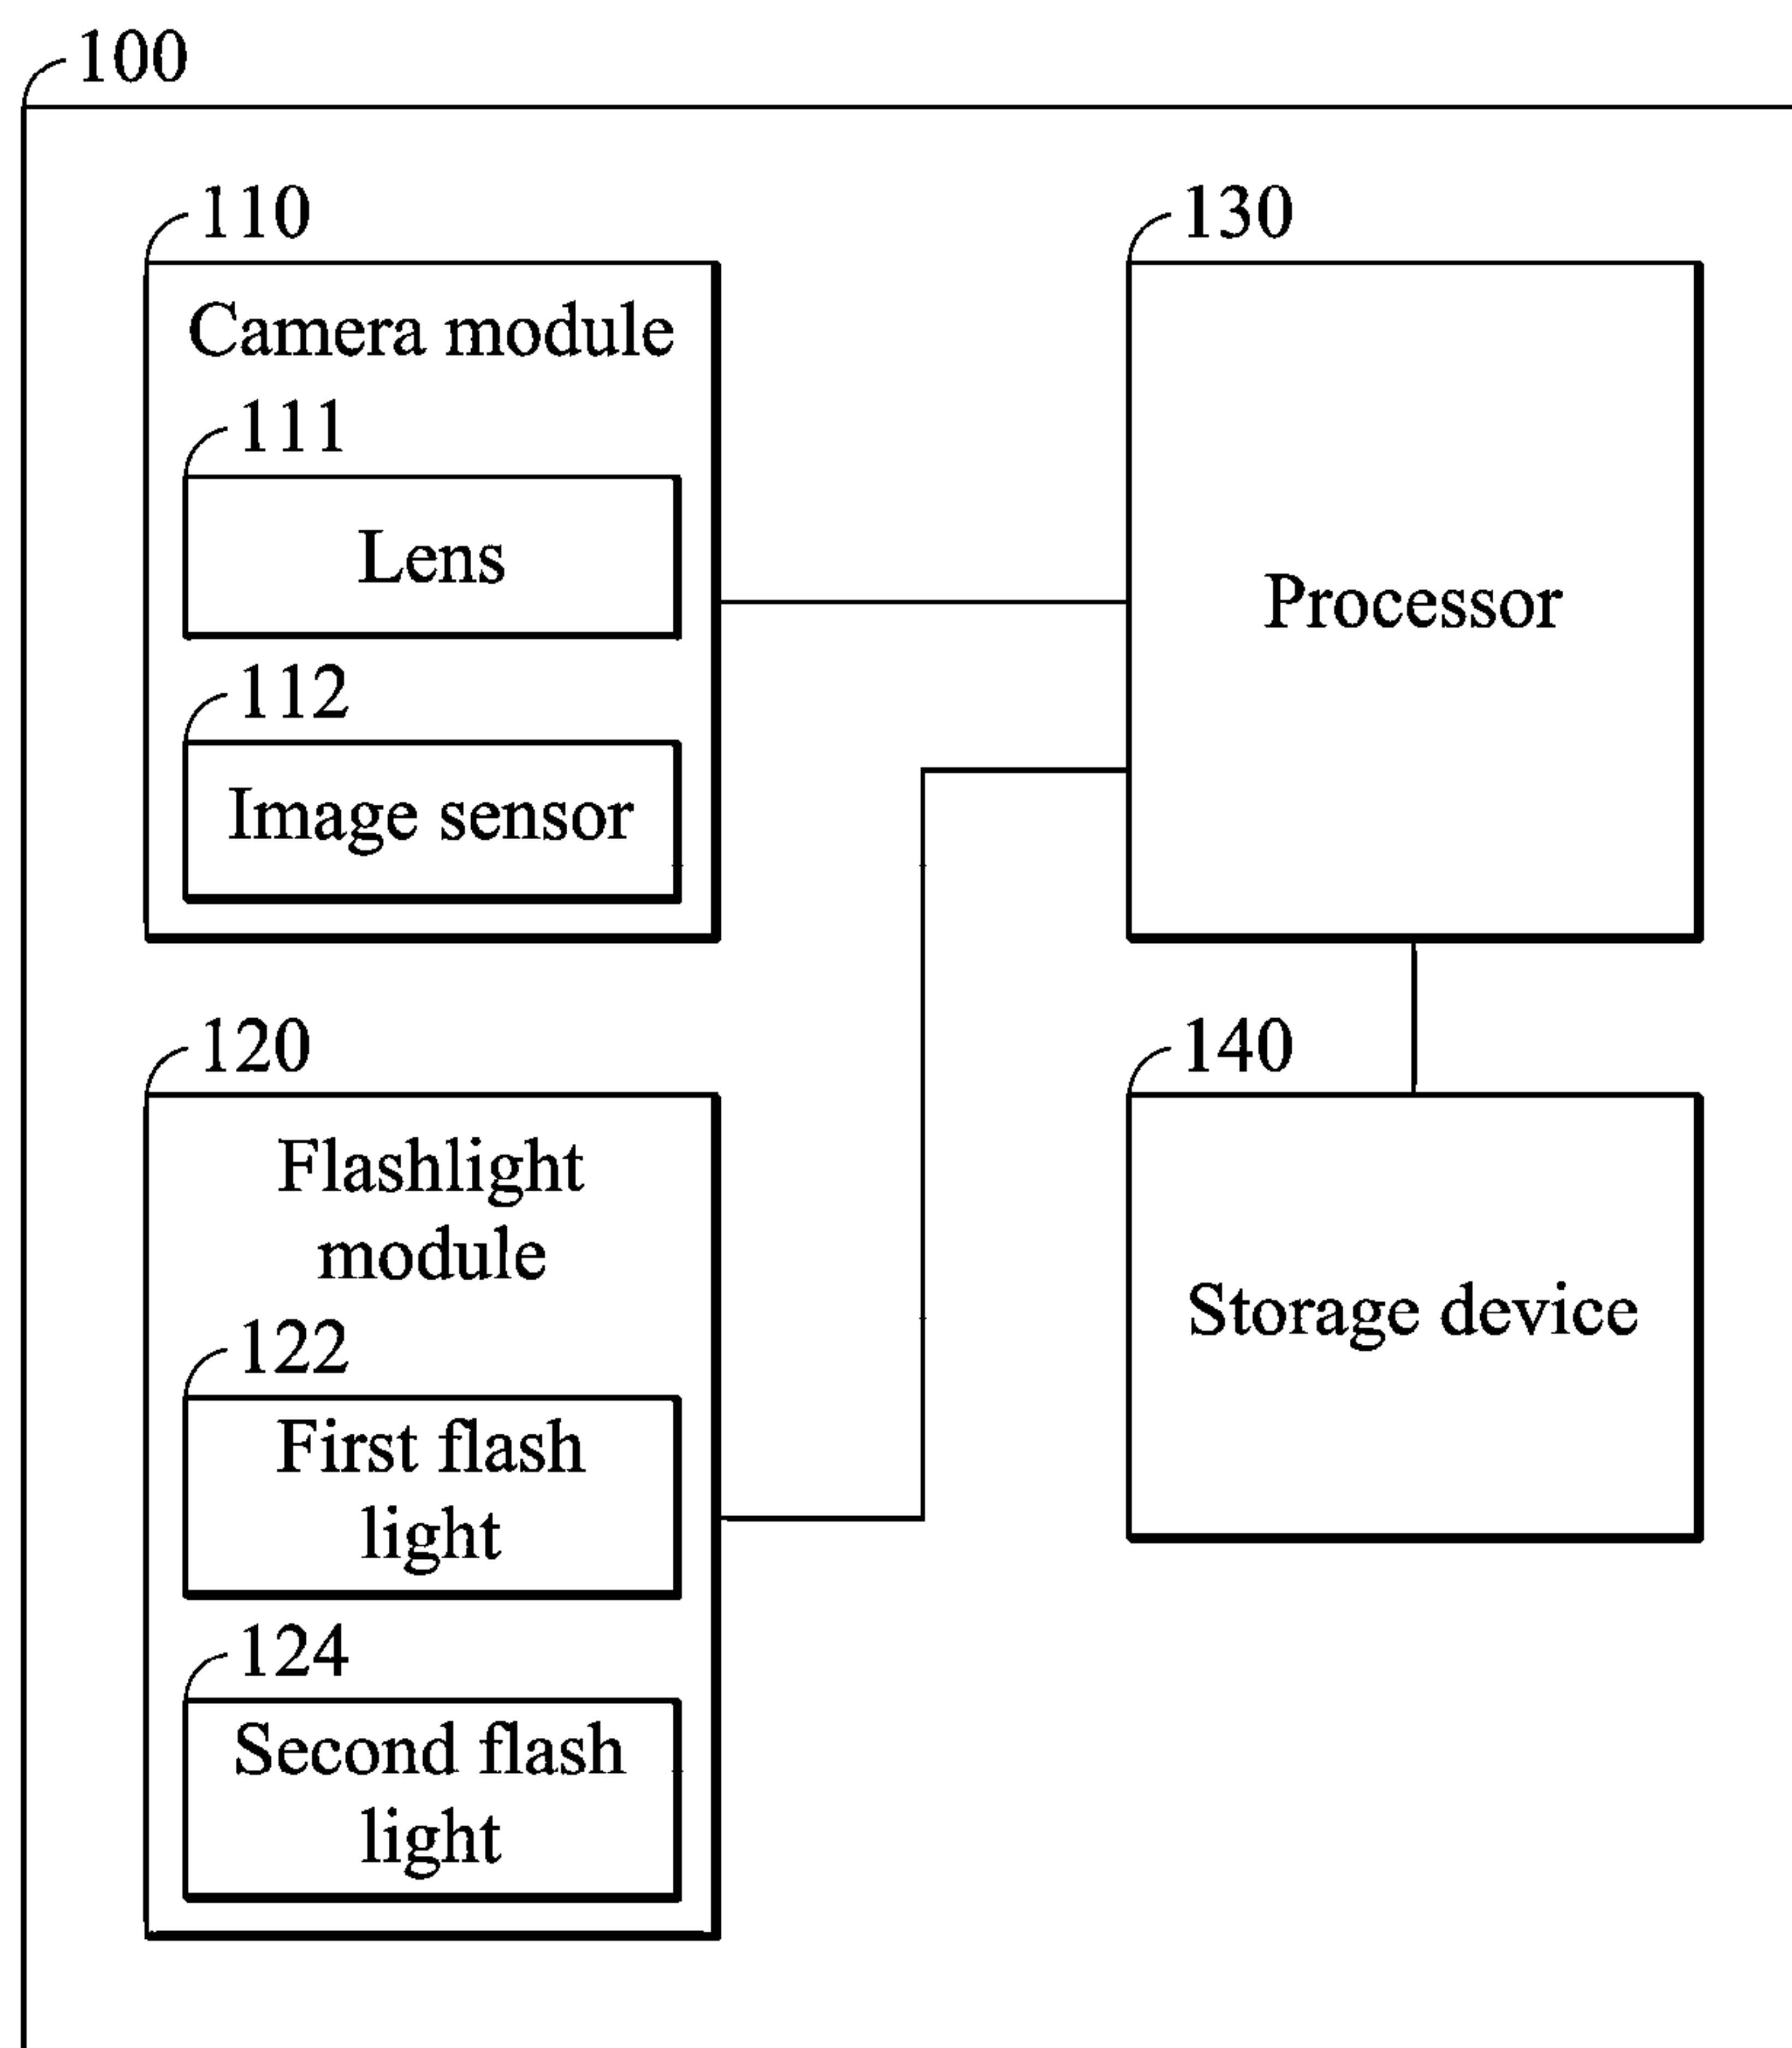 100
110
Camera module
111
Lens
112
Image sensor
120
Flashlight
module
122
First flash
light
124
Second flash
light
130
Processor
140
Storage device